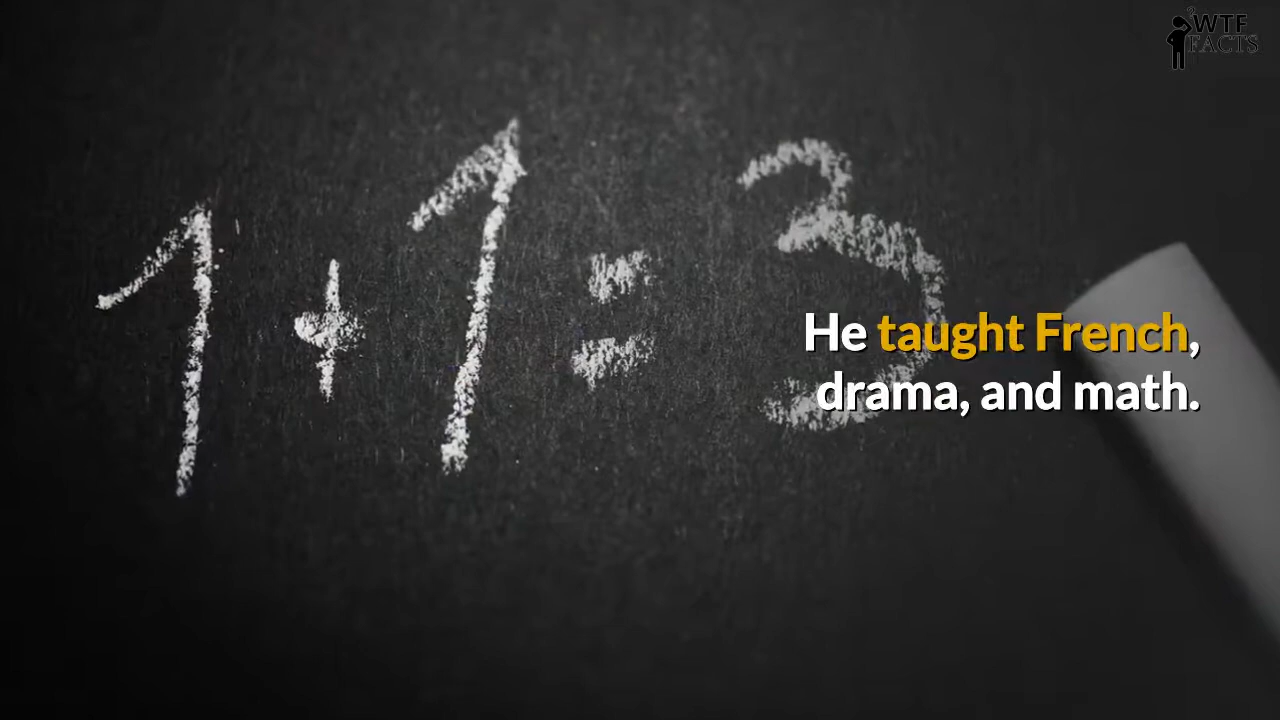 WTF
FACTS
1+1=3
He taught French,
drama, and math.